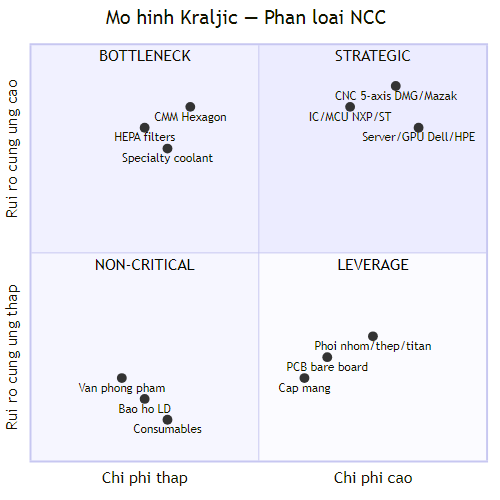 Mo hinh Kraljic — Phan loai NCC
Rui ro cung ung cao
BOTTLENECK
CMM Hexagon
HEPA filters
Specialty coolant
STRATEGIC
CNC 5-axis DMG/Mazak
IC/MCU NXP/ST
Server/GPU Dell/HPE
Rui ro cung ung thap
NON-CRITICAL
Van phong pham
Bao ho LD
Consumables
LEVERAGE
Phoi nhom/thep/titan
PCB bare board
Cap mang
Chi phi thap
Chi phi cao